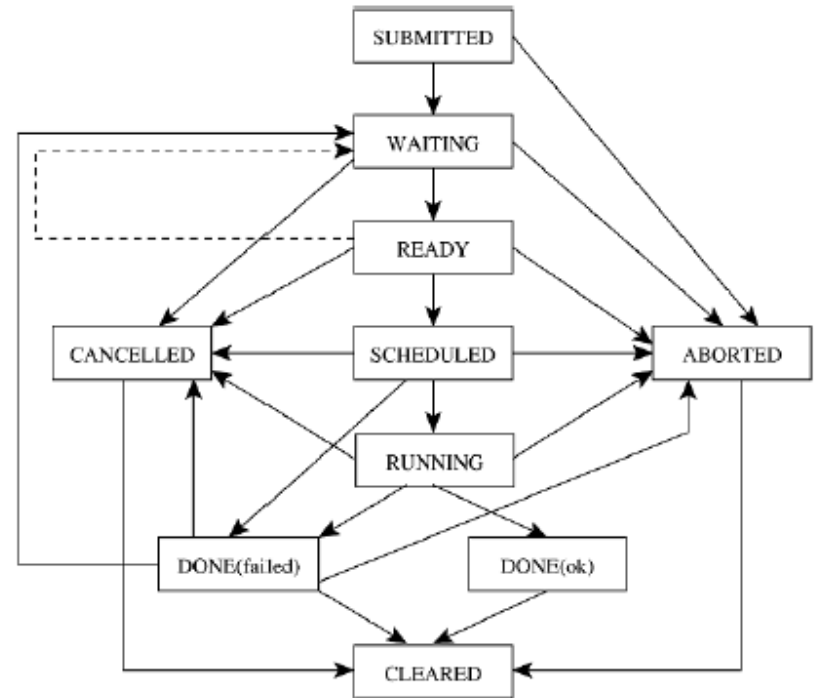 SUBMITTED
WAITING
READY
CANCELLED
SCHEDULED
ABORTED
RUNNING
DONE(failed)
DONE(ok)
CLEARED